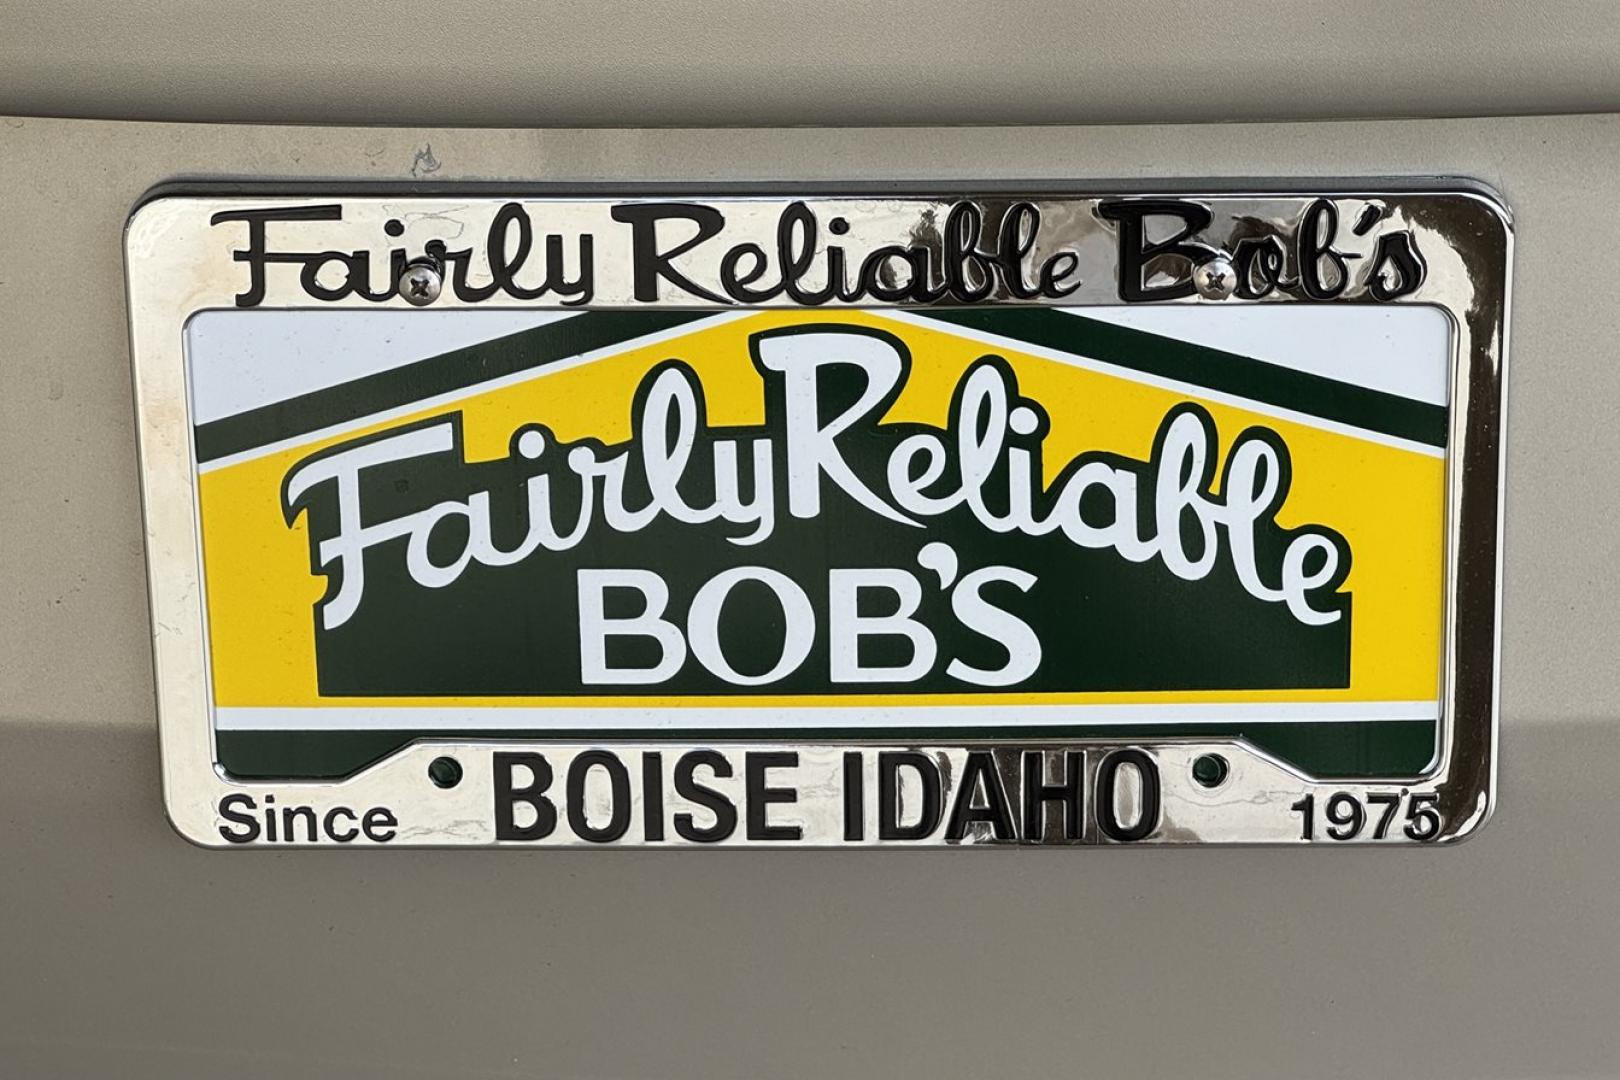 Fairly Reliable Bob's
Fairly Reliable
BOB'S
Since BOISE IDAHO 1975